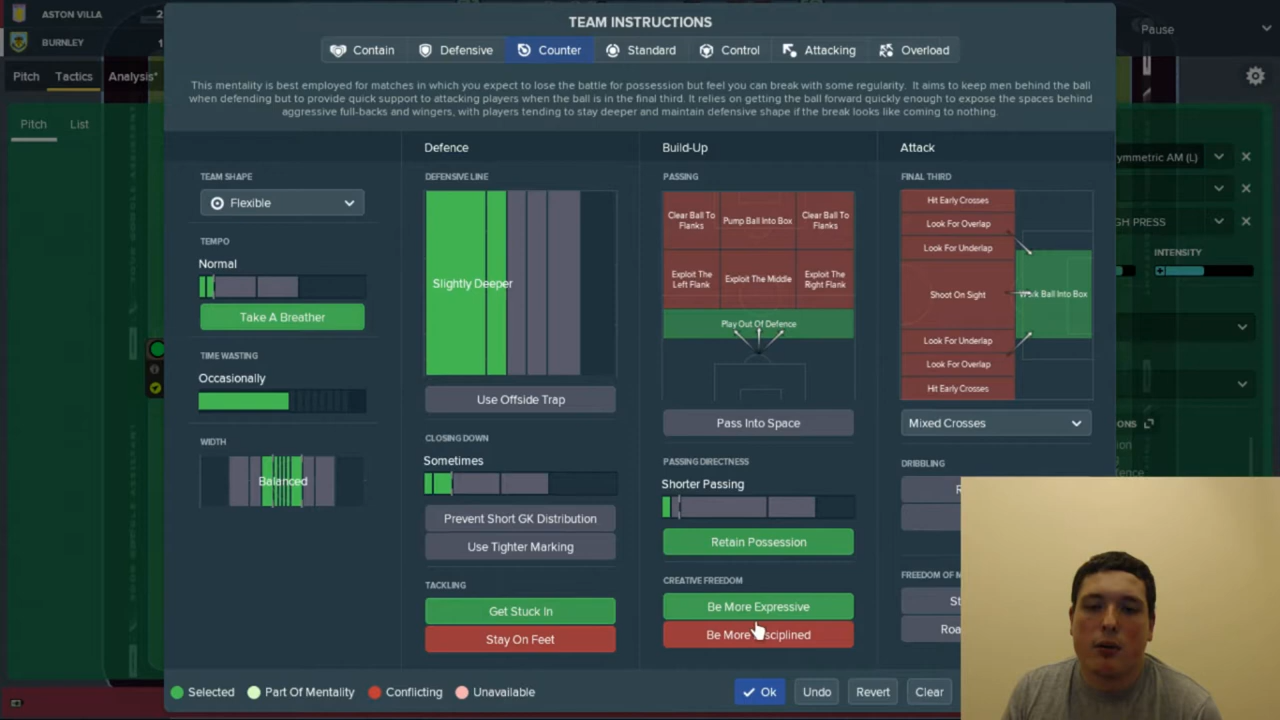 ASTON VILLA 2
BURNLEY 1
Pitch Tactics Analysis*
Pitch List
Pause
TEAM INSTRUCTIONS
Contain Defensive Counter Standard Control Attacking Overload
This mentality is best employed for matches in which you expect to lose the battle for possession but feel you can break with some regularity. It aims to keep men behind the ball
when defending but to provide quick support to attacking players when the ball is in the final third. It relies on getting the ball forward quickly enough to expose the spaces behind
aggressive full-backs and wingers, with players tending to stay deeper and maintain defensive shape if the break looks like coming to nothing.
TEAM SHAPE
Flexible
TEMPO
Normal
Take A Breather
TIME WASTING
Occasionally
WIDTH
Balanced
Defence
DEFENSIVE LINE
Slightly Deeper
Use Offside Trap
CLOSING DOWN
Sometimes
Prevent Short GK Distribution
Use Tighter Marking
TACKLING
Get Stuck In
Stay On Feet
Build-Up
PASSING
Clear Ball To
Flanks
Pump Ball Into Box
Clear Ball To
Flanks
Exploit The
Left Flank
Exploit The Middle
Exploit The
Right Flank
Play Out Of Defence
Pass Into Space
PASSING DIRECTNESS
Shorter Passing
Retain Possession
CREATIVE FREEDOM
Be More Expressive
Be More Disciplined
Attack
FINAL THIRD
Hit Early Crosses
Look For Overlap
Look For Underlap
Shoot On Sight
Work Ball Into Box
Look For Underlap
Look For Overlap
Hit Early Crosses
Mixed Crosses
DRIBBLING
R
FREEDOM OF M
St
Roa
ymmetric AM (L)
GH PRESS
INTENSITY
ONS
ion
g
ence
Selected Part Of Mentality Conflicting Unavailable
Ok Undo Revert Clear